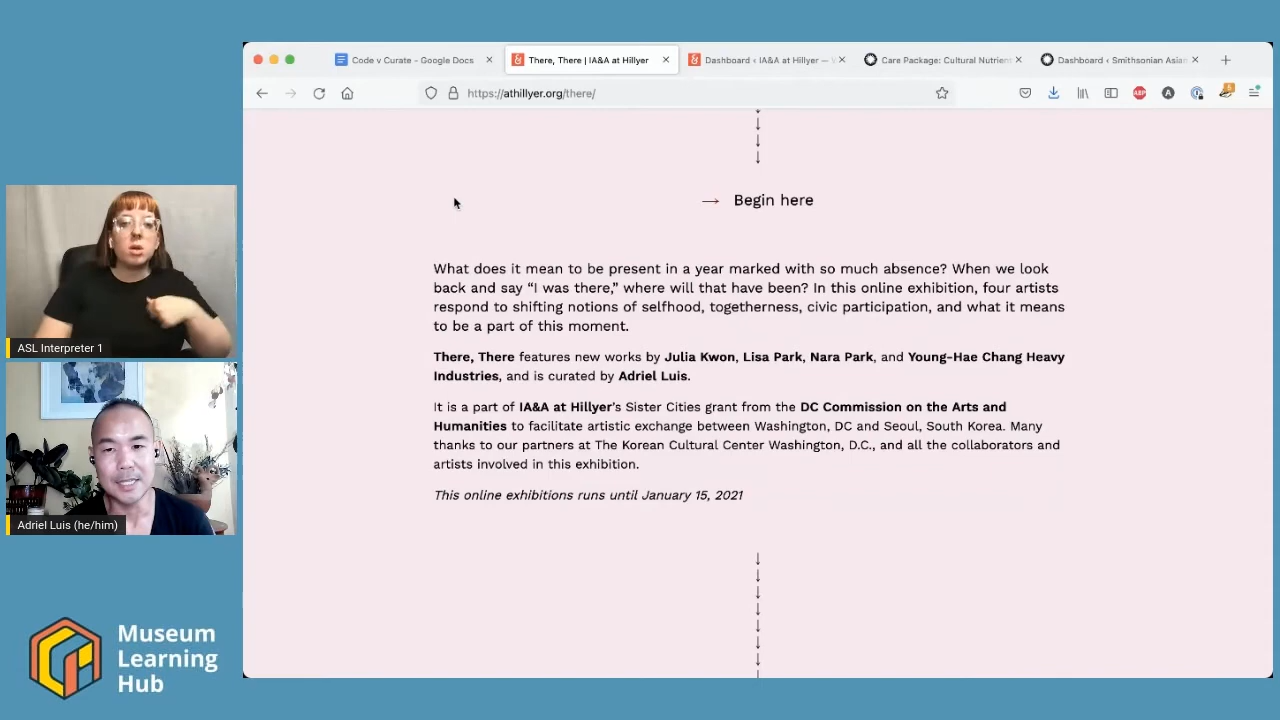 Code v Curate - Google Docs
There, There | IA&A at Hillyer
Dashboard ‹ IA&A at Hillyer —
Care Package: Cultural Nutrient
Dashboard ‹ Smithsonian Asian
https://athillyer.org/there/
ABP
A
→ Begin here
What does it mean to be present in a year marked with so much absence? When we look
back and say “I was there,” where will that have been? In this online exhibition, four artists
respond to shifting notions of selfhood, togetherness, civic participation, and what it means
to be a part of this moment.
There, There features new works by Julia Kwon, Lisa Park, Nara Park, and Young-Hae Chang Heavy
Industries, and is curated by Adriel Luis.
It is a part of IA&A at Hillyer’s Sister Cities grant from the DC Commission on the Arts and
Humanities to facilitate artistic exchange between Washington, DC and Seoul, South Korea. Many
thanks to our partners at The Korean Cultural Center Washington, D.C., and all the collaborators and
artists involved in this exhibition.
This online exhibitions runs until January 15, 2021
ASL Interpreter 1
Adriel Luis (he/him)
Museum
Learning
Hub